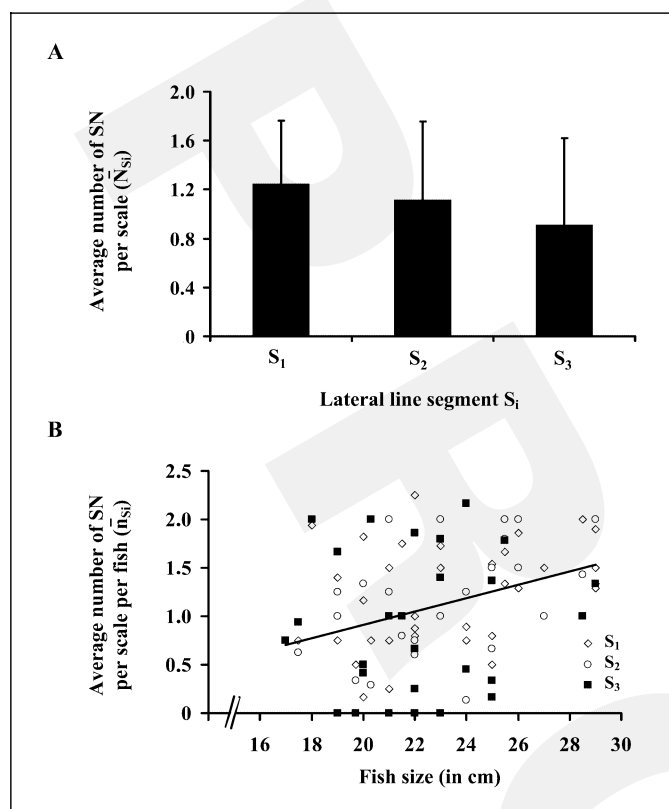 A
Average number of SN
per scale (N̄Si)
2.0
1.6
1.2
0.8
0.4
0
S1
S2
S3
Lateral line segment Si
B
Average number of SN
per scale per fish (n̄Si)
2.5
2.0
1.5
1.0
0.5
0
S1
S2
S3
16 18 20 22 24 26 28 30
Fish size (in cm)